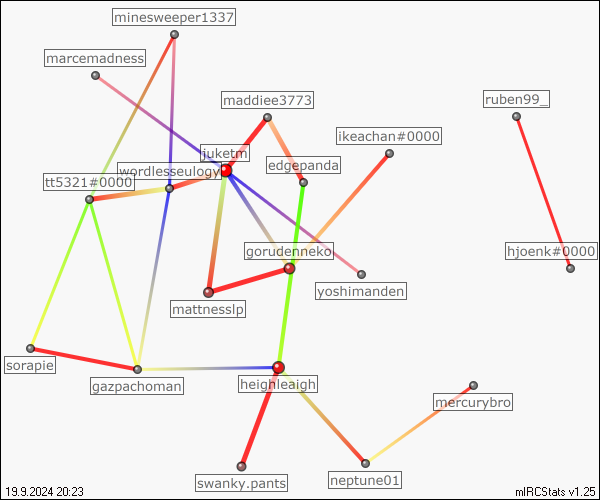 minesweeper1337
marcemadness
maddiee3773
ruben99_
ikeachan#0000
juketm
edgepanda
wordlesseulogy
tt5321#0000
gorudenneko
hjoenk#0000
yoshimanden
mattnesslp
sorapie
gazpachoman
heighleaigh
mercurybro
swanky.pants
neptune01
19.9.2024 20:23
mIRCStats v1.25